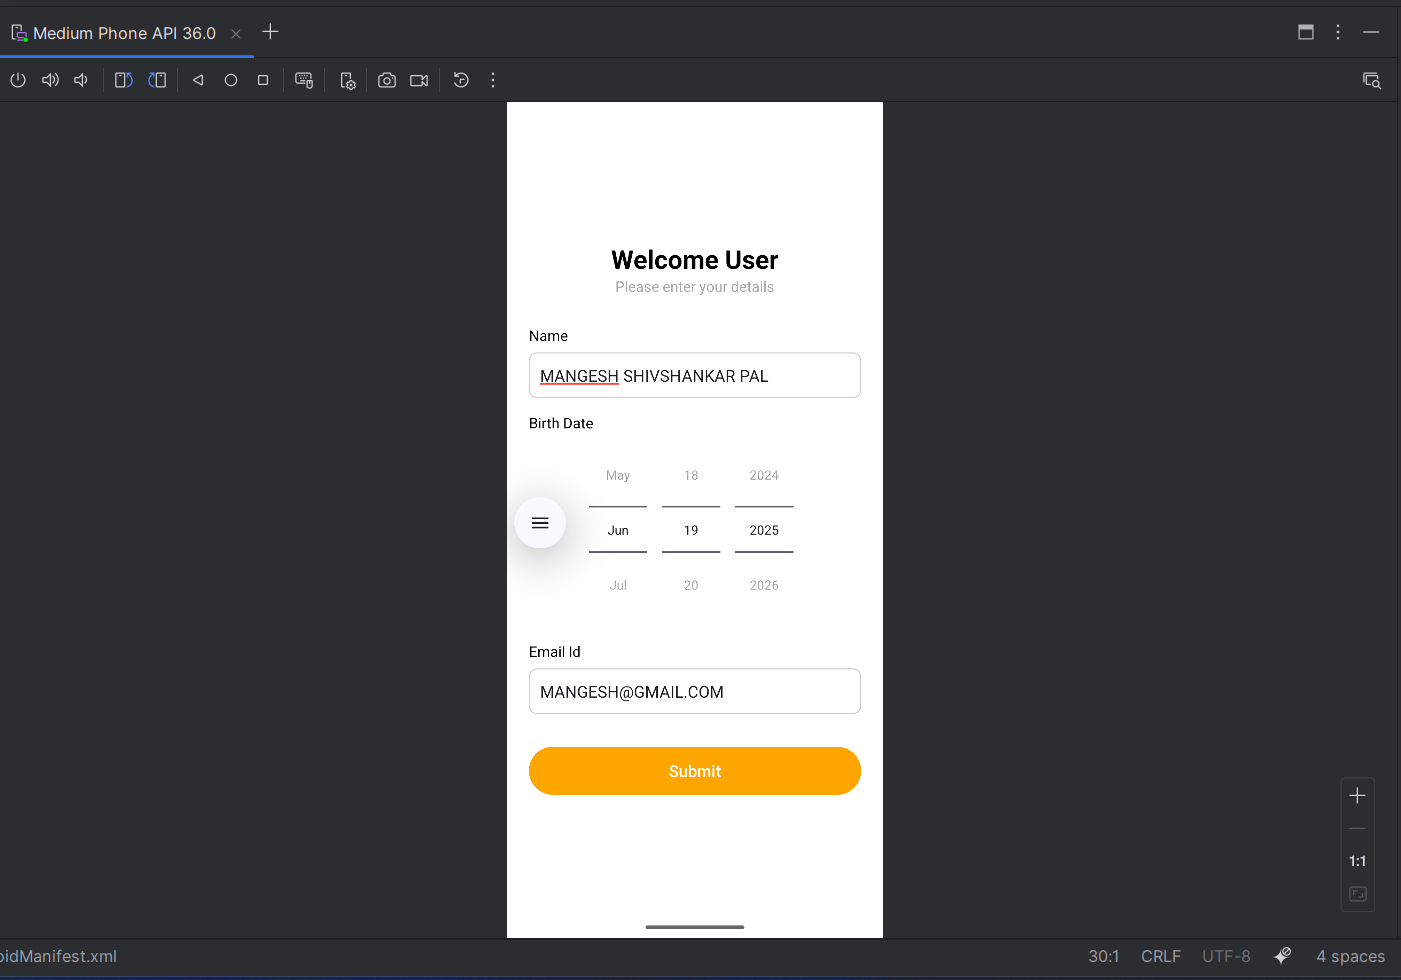 Medium Phone API 36.0
Welcome User
Please enter your details
Name
MANGESH SHIVSHANKAR PAL
Birth Date
May 18 2024
Jun 19 2025
Jul 20 2026
Email Id
MANGESH@GMAIL.COM
Submit
1:1
oidManifest.xml 30:1 CRLF UTF-8 4 spaces